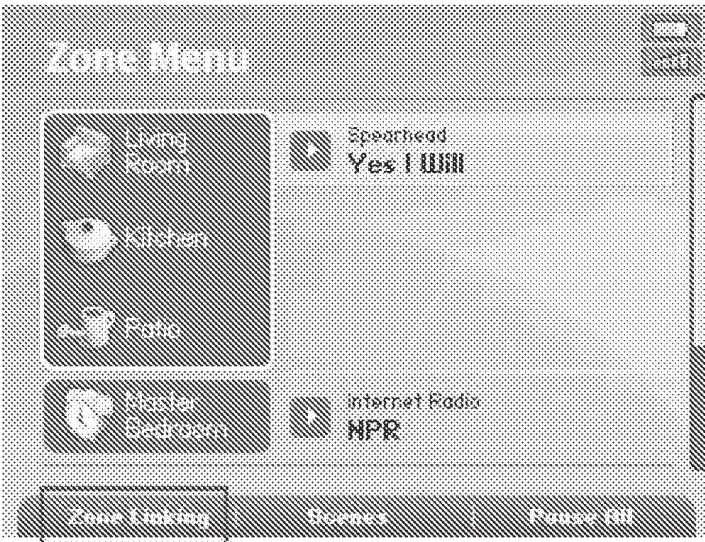 Zone Menu
Living
Room
Spearhead
Yes I Will
Kitchen
Patio
Master
Bedroom
Internet Radio
NPR
Zone Linking
Scenes
Pause All